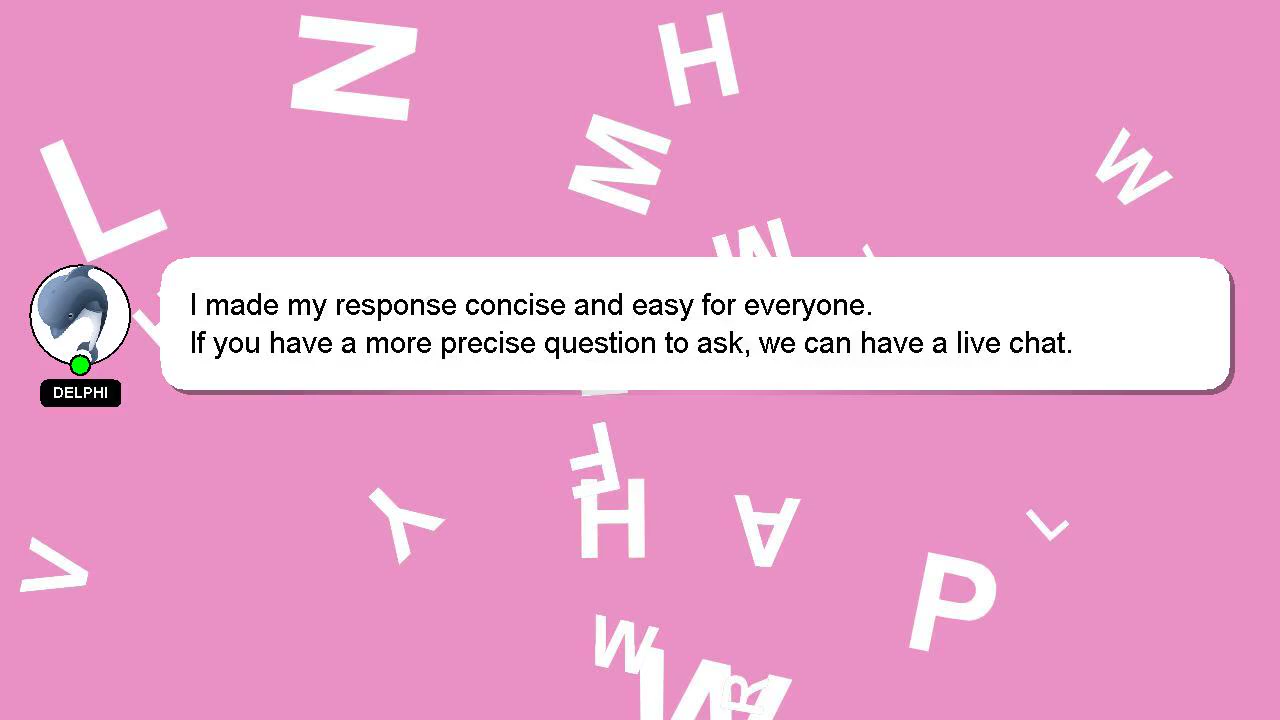 N
H
M
L
W
W
I made my response concise and easy for everyone.
If you have a more precise question to ask, we can have a live chat.
DELPHI
F
H
A
Y
L
V
P
W
W
R